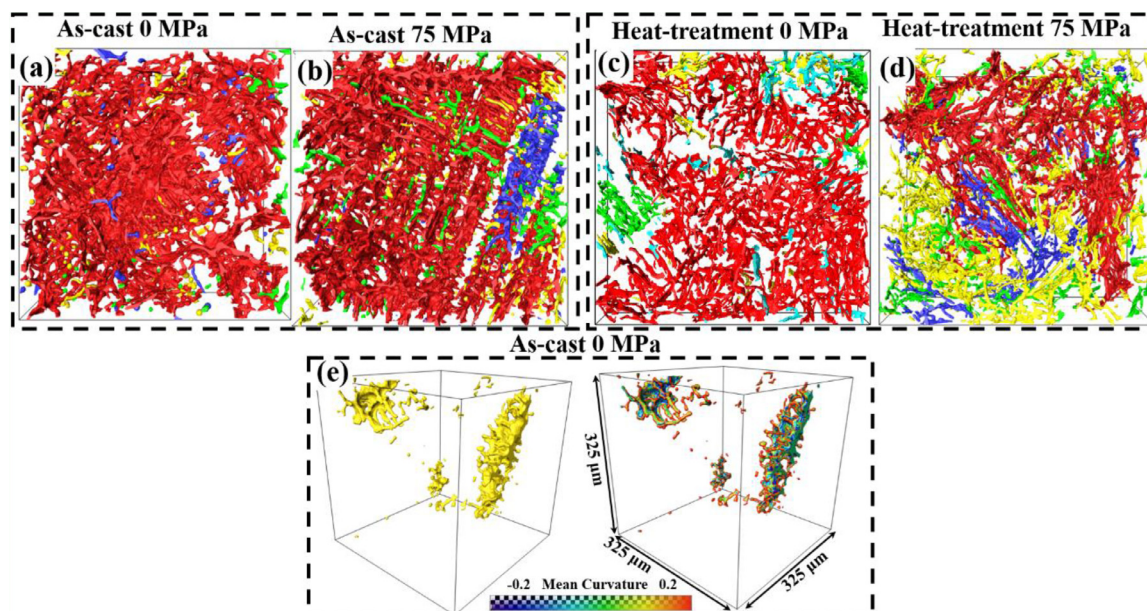 As-cast 0 MPa
As-cast 75 MPa
Heat-treatment 0 MPa
Heat-treatment 75 MPa
(a)
(b)
(c)
(d)
As-cast 0 MPa
(e)
325 μm
325 μm
325 μm
-0.2 Mean Curvature 0.2